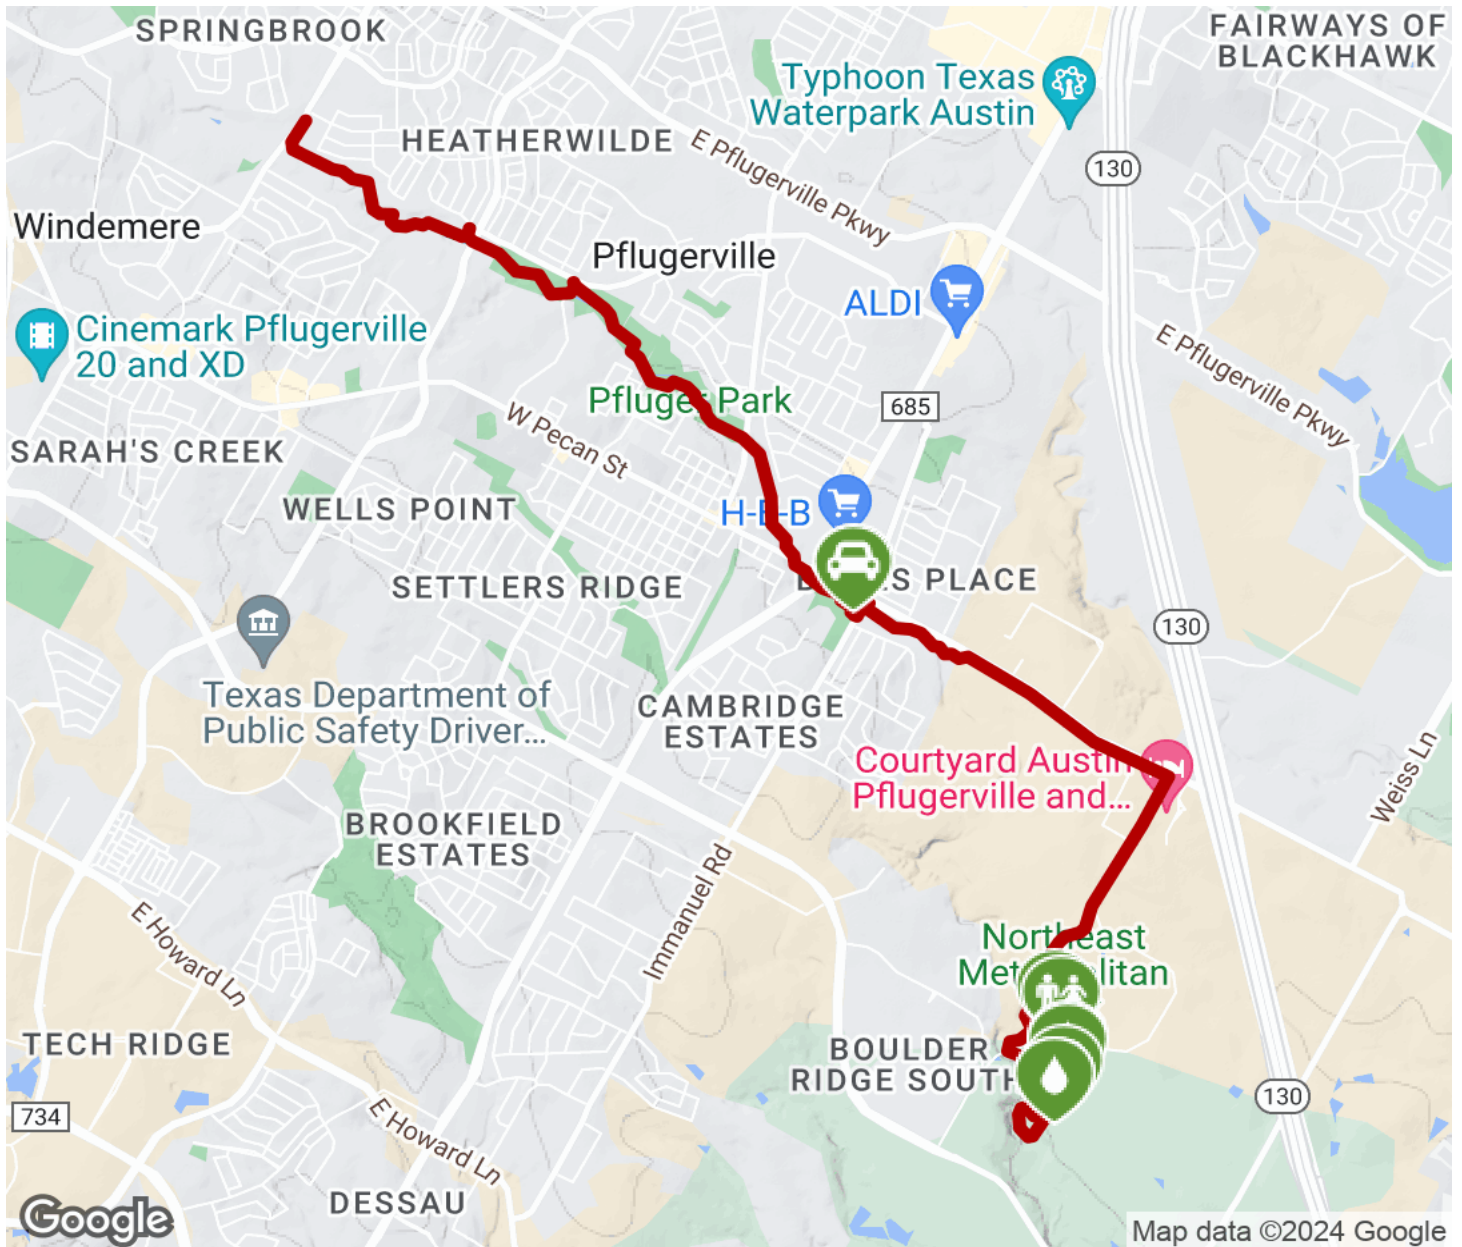 SPRINGBROOK
FAIRWAYS OF
BLACKHAWK
Typhoon Texas
Waterpark Austin
HEATHERWILDE
E Pflugerville Pkwy
130
Windemere
Pflugerville
ALDI
Cinemark Pflugerville
20 and XD
E Pflugerville Pkwy
Pfluger Park
685
W Pecan St
SARAH'S CREEK
WELLS POINT
H-E-B
SETTLERS RIDGE
PLACE
130
Texas Department of
Public Safety Driver...
CAMBRIDGE
ESTATES
Courtyard Austin
Pflugerville and...
Weiss Ln
BROOKFIELD
ESTATES
Immanuel Rd
E Howard Ln
Northeast
Metropolitan
TECH RIDGE
BOULDER
RIDGE SOUTH
734
130
E Howard Ln
DESSAU
Google
Map data ©2024 Google